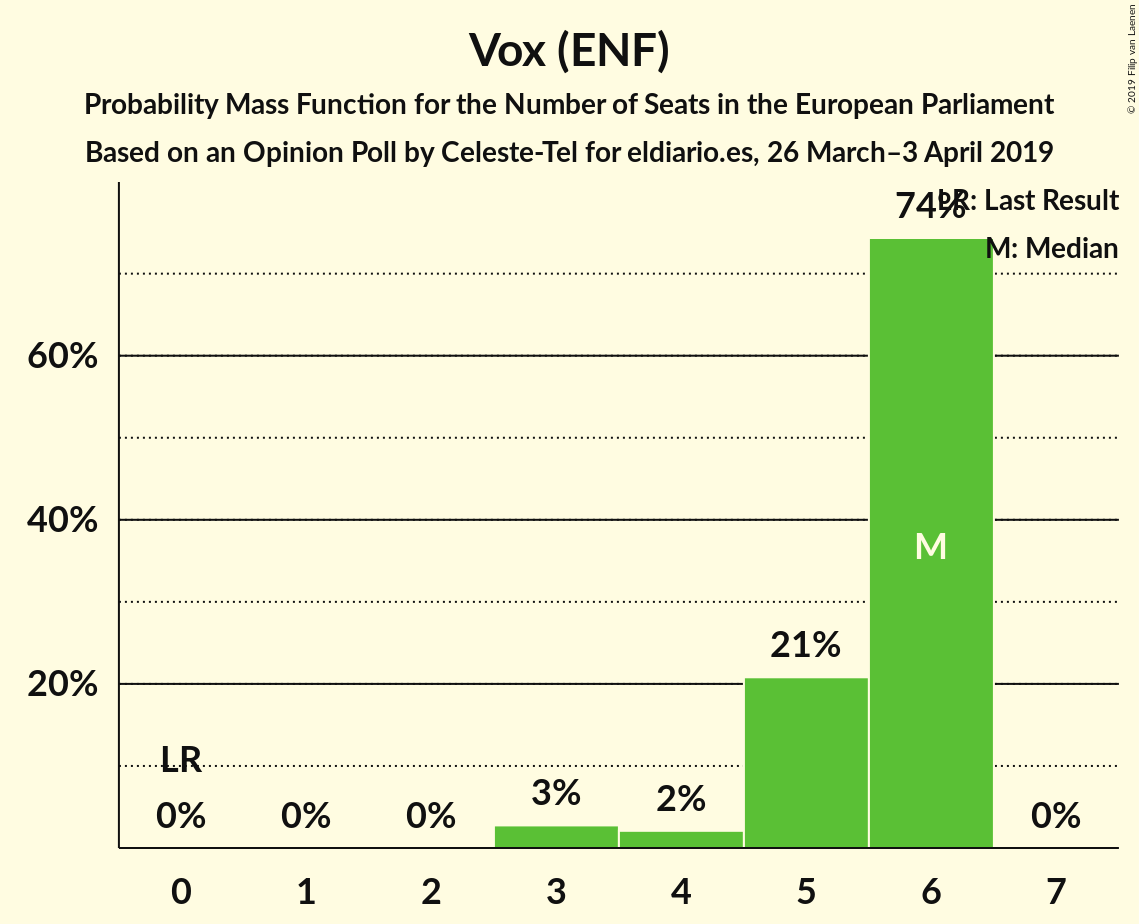 Vox (ENF)
Probability Mass Function for the Number of Seats in the European Parliament
Based on an Opinion Poll by Celeste-Tel for eldiario.es, 26 March–3 April 2019
© 2019 Filip van Laenen
LR: Last Result
M: Median
74%
60%
40%
M
21%
20%
LR
3%
2%
0%
0%
0%
0%
0 1 2 3 4 5 6 7